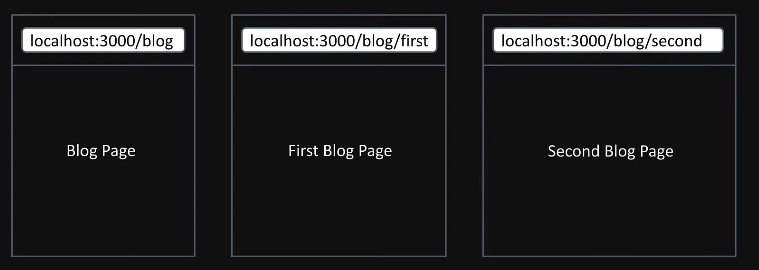 localhost:3000/blog
localhost:3000/blog/first
localhost:3000/blog/second
Blog Page
First Blog Page
Second Blog Page